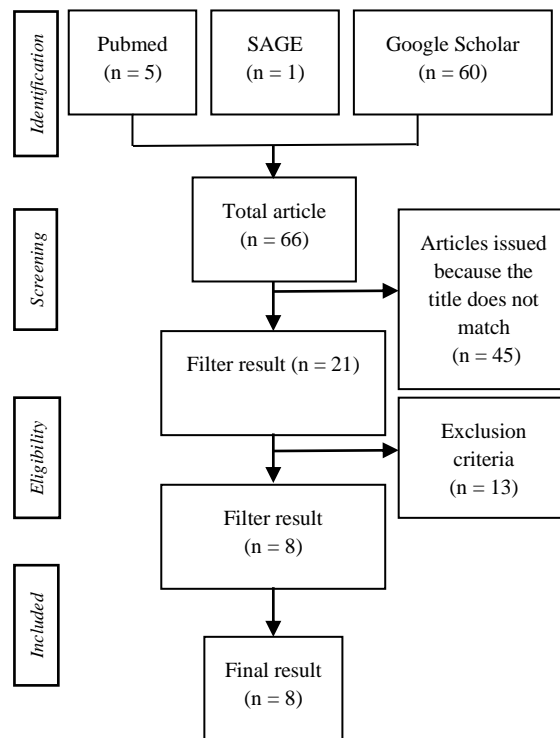 Identification
Pubmed
(n = 5)
SAGE
(n = 1)
Google Scholar
(n = 60)
Total article
(n = 66)
Screening
Articles issued
because the
title does not
match
(n = 45)
Filter result (n = 21)
Eligibility
Exclusion
criteria
(n = 13)
Filter result
(n = 8)
Included
Final result
(n = 8)